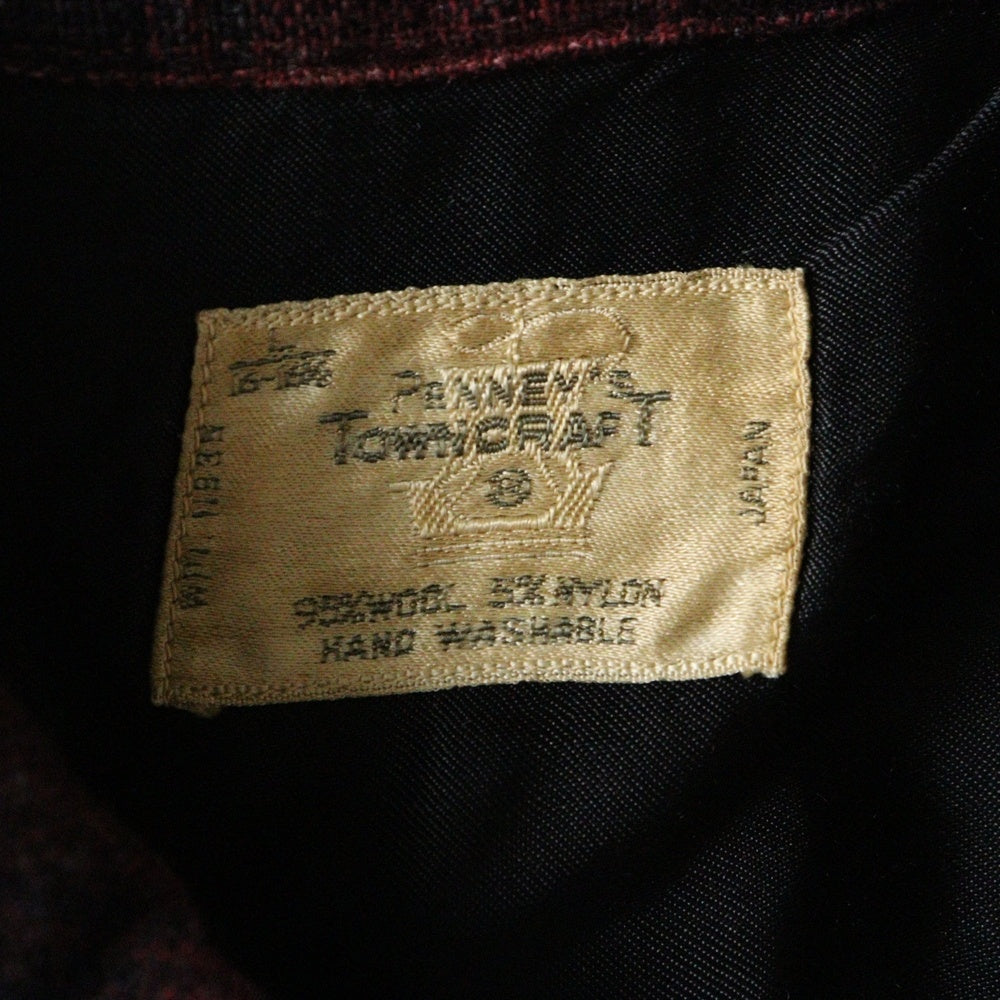 PENNEY'S
TOWNCRAFT
JAPAN
95% WOOL 5% NYLON
HAND WASHABLE